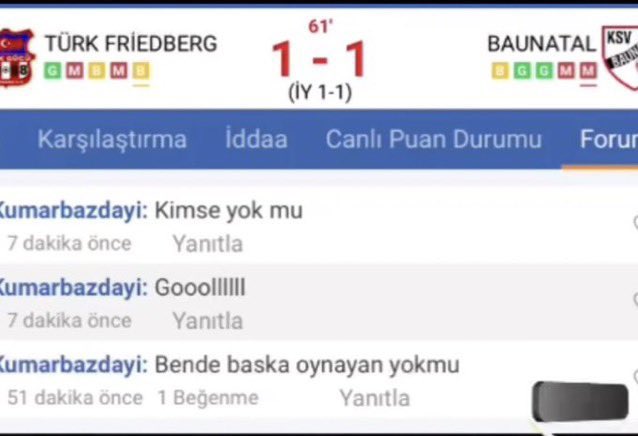 61'
TÜRK FRİEDBERG 1 - 1 BAUNATAL
G M B M B (İY 1-1) B G G M M
KSV
Karşılaştırma İddaa Canlı Puan Durumu Forum
Kumarbazdayi: Kimse yok mu
7 dakika önce Yanıtla
Kumarbazdayi: Gooollllll
7 dakika önce Yanıtla
Kumarbazdayi: Bende baska oynayan yokmu
51 dakika önce 1 Beğenme Yanıtla